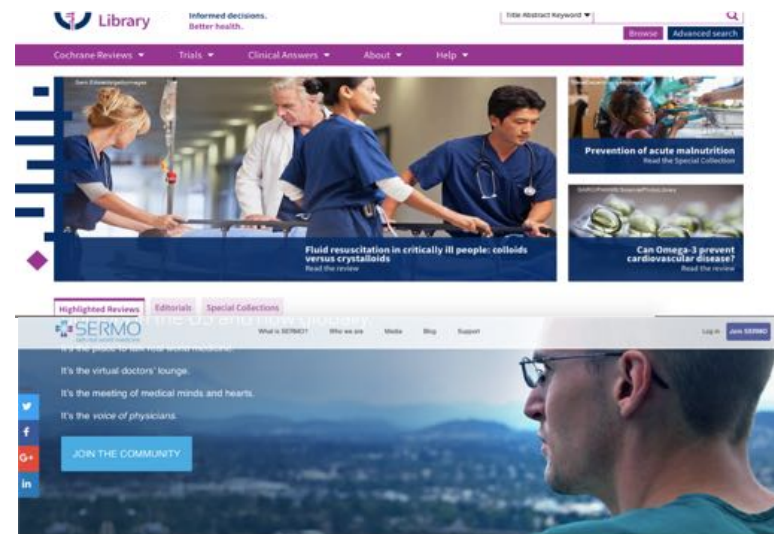 Library
Informed decisions.
Better health.
Title Abstract Keyword
Browse
Advanced search
Cochrane Reviews
Trials
Clinical Answers
About
Help
Prevention of acute malnutrition
Read the Special Collection
Fluid resuscitation in critically ill people: colloids
versus crystalloids
Read the review
Can Omega-3 prevent
cardiovascular disease?
Read the review
Highlighted Reviews
Editorials
Special Collections
SERMO
talk real world medicine
What is SERMO?
Who we are
Media
Blog
Support
Log in
Join SERMO
It's the place to talk real world medicine.
It's the virtual doctors' lounge.
It's the meeting of medical minds and hearts.
It's the voice of physicians.
JOIN THE COMMUNITY
f
G+
in